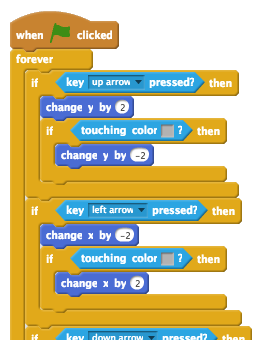 when clicked
forever
if key up arrow pressed? then
change y by 2
if touching color ? then
change y by -2
if key left arrow pressed? then
change x by -2
if touching color ? then
change x by 2
if key down arrow pressed? then